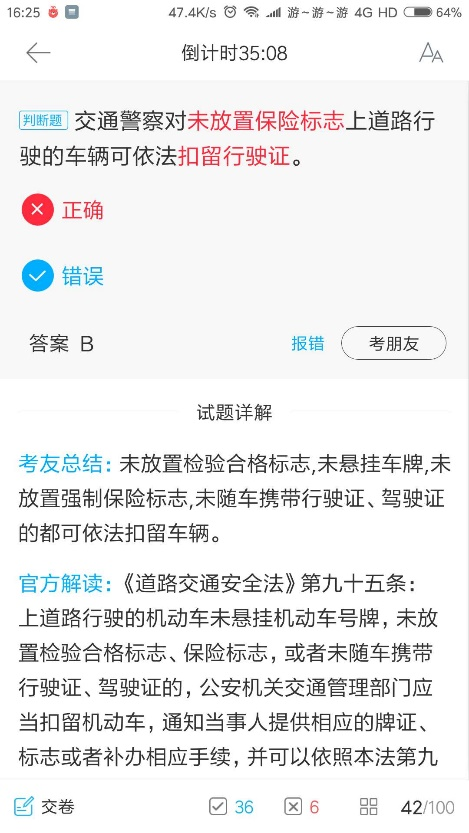 16:25 47.4K/s 游~游~游 4G HD 64%
倒计时35:08 AA
判断题 交通警察对未放置保险标志上道路行
驶的车辆可依法扣留行驶证。
正确
错误
答案 B 报错 考朋友
试题详解
考友总结：未放置检验合格标志,未悬挂车牌,未
放置强制保险标志,未随车携带行驶证、驾驶证
的都可依法扣留车辆。
官方解读：《道路交通安全法》第九十五条：
上道路行驶的机动车未悬挂机动车号牌，未放
置检验合格标志、保险标志，或者未随车携带
行驶证、驾驶证的，公安机关交通管理部门应
当扣留机动车，通知当事人提供相应的牌证、
标志或者补办相应手续，并可以依照本法第九
交卷 36 6 42/100